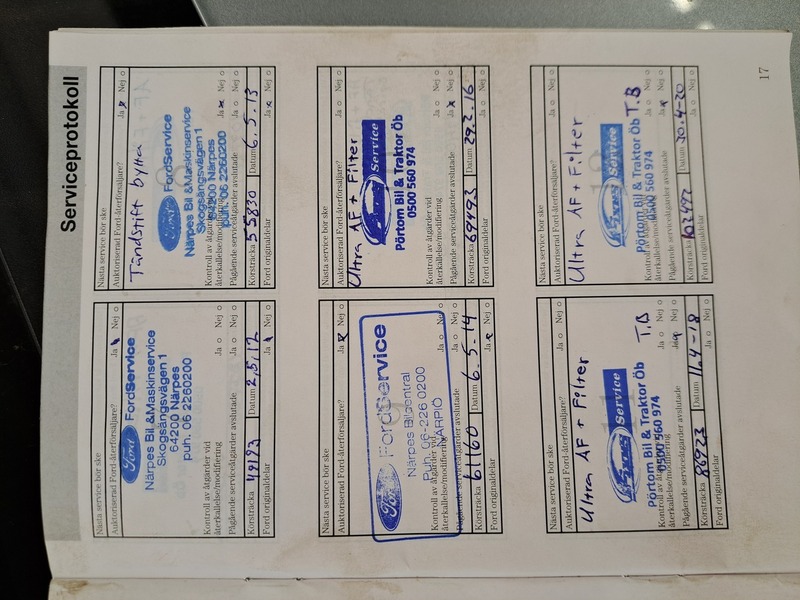 Serviceprotokoll
Nästa service bör ske
Auktoriserad Ford-återförsäljare? Ja Nej
Ford FordService
Närpes Bil & Maskinservice
Skogsängsvägen 1
64200 Närpes
puh. 06 2260200
Kontroll av åtgärder vid
återkallelse/modifiering Ja Nej
Pågående serviceåtgärder avslutade Ja Nej
Körsträcka 49193 Datum 2,5,12
Ford originaldelar Ja Nej
Nästa service bör ske
Auktoriserad Ford-återförsäljare? Ja Nej
Tändstift bytta
Ford FordService
Närpes Bil & Maskinservice
Skogsängsvägen 1
64200 Närpes
puh. 06 2260200
Kontroll av åtgärder vid
återkallelse/modifiering Ja Nej
Pågående serviceåtgärder avslutade Ja Nej
Körsträcka 55830 Datum 6.5.13
Ford originaldelar Ja Nej
Nästa service bör ske
Auktoriserad Ford-återförsäljare? Ja Nej
Ford FordService
Närpes Bilcentral
Puh. 06-226 0200
KARPIÖ
Kontroll av åtgärder vid
återkallelse/modifiering Ja Nej
Pågående serviceåtgärder avslutade Ja Nej
Körsträcka 61160 Datum 6.5.14
Ford originaldelar Ja Nej
Nästa service bör ske
Auktoriserad Ford-återförsäljare? Ja Nej
Ultra AF + Filter
Service
Pörtom Bil & Traktor Öb
0500 560 974
Kontroll av åtgärder vid
återkallelse/modifiering Ja Nej
Pågående serviceåtgärder avslutade Ja Nej
Körsträcka 69493 Datum 29.2.16
Ford originaldelar Ja Nej
Nästa service bör ske
Auktoriserad Ford-återförsäljare? Ja Nej
Ultra AF + Filter
Service
Pörtom Bil & Traktor Öb T.B
0500 560 974
Kontroll av åtgärder vid
återkallelse/modifiering Ja Nej
Pågående serviceåtgärder avslutade Ja Nej
Körsträcka 86923 Datum 11.4-18
Ford originaldelar Ja Nej
Nästa service bör ske
Auktoriserad Ford-återförsäljare? Ja Nej
Ultra AF + Filter
Service
Pörtom Bil & Traktor Öb T.B
0500 560 974
Kontroll av åtgärder vid
återkallelse/modifiering Ja Nej
Pågående serviceåtgärder avslutade Ja Nej
Körsträcka Datum 20.4-20
Ford originaldelar Ja Nej
17